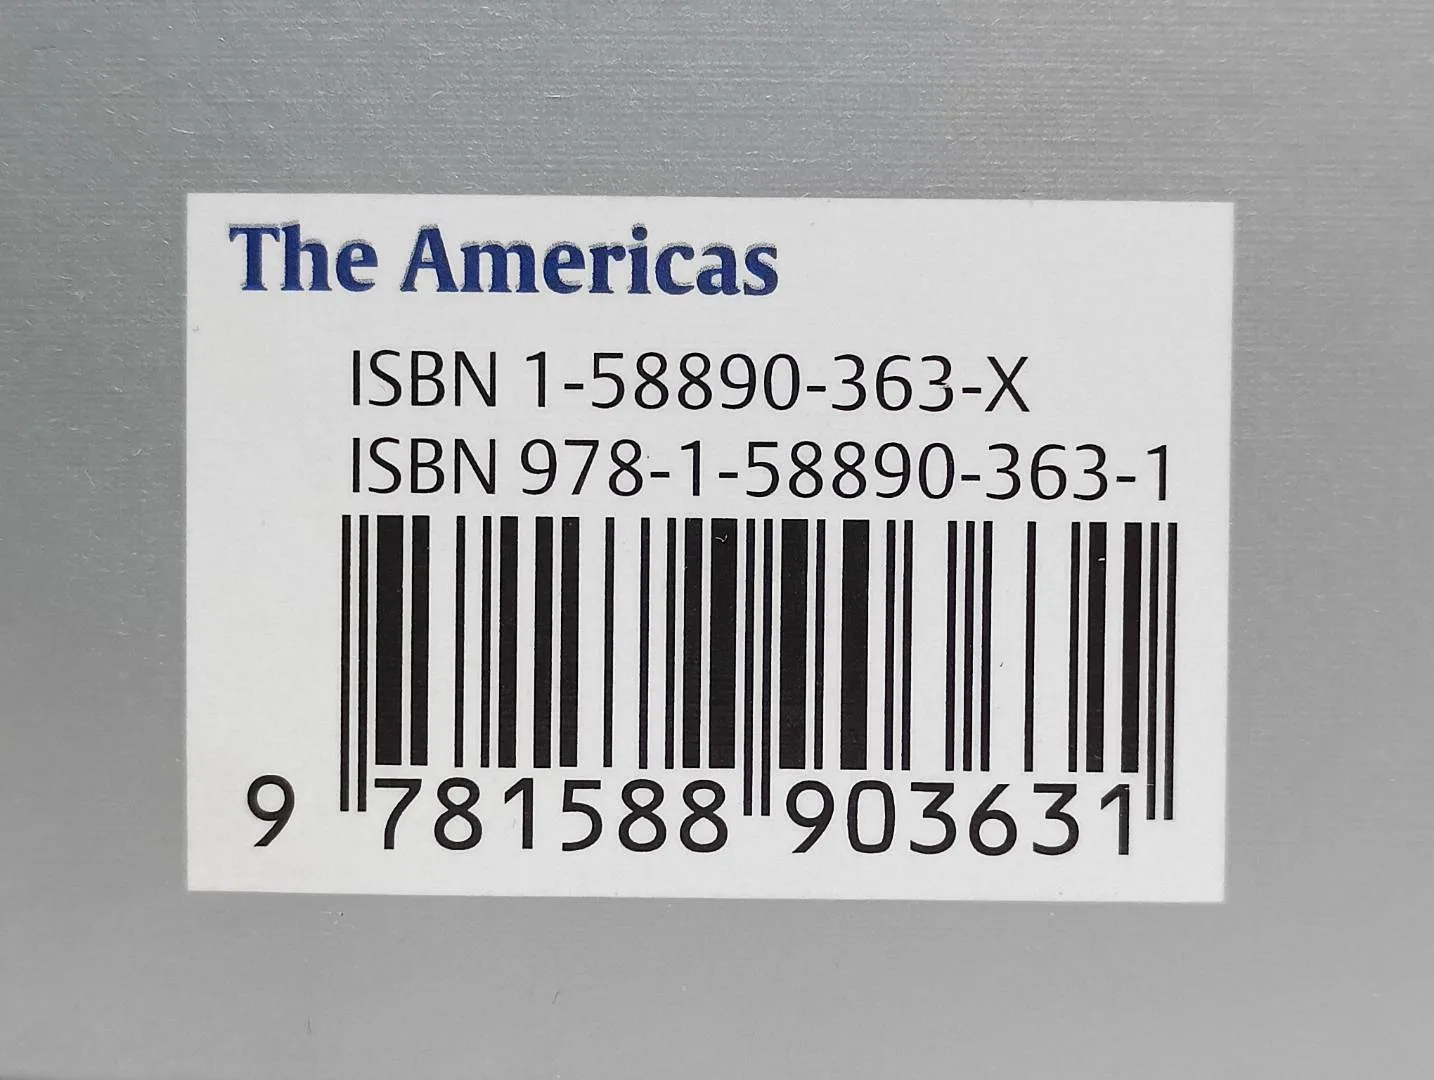 The Americas
ISBN 1-58890-363-X
ISBN 978-1-58890-363-1
9 781588 903631